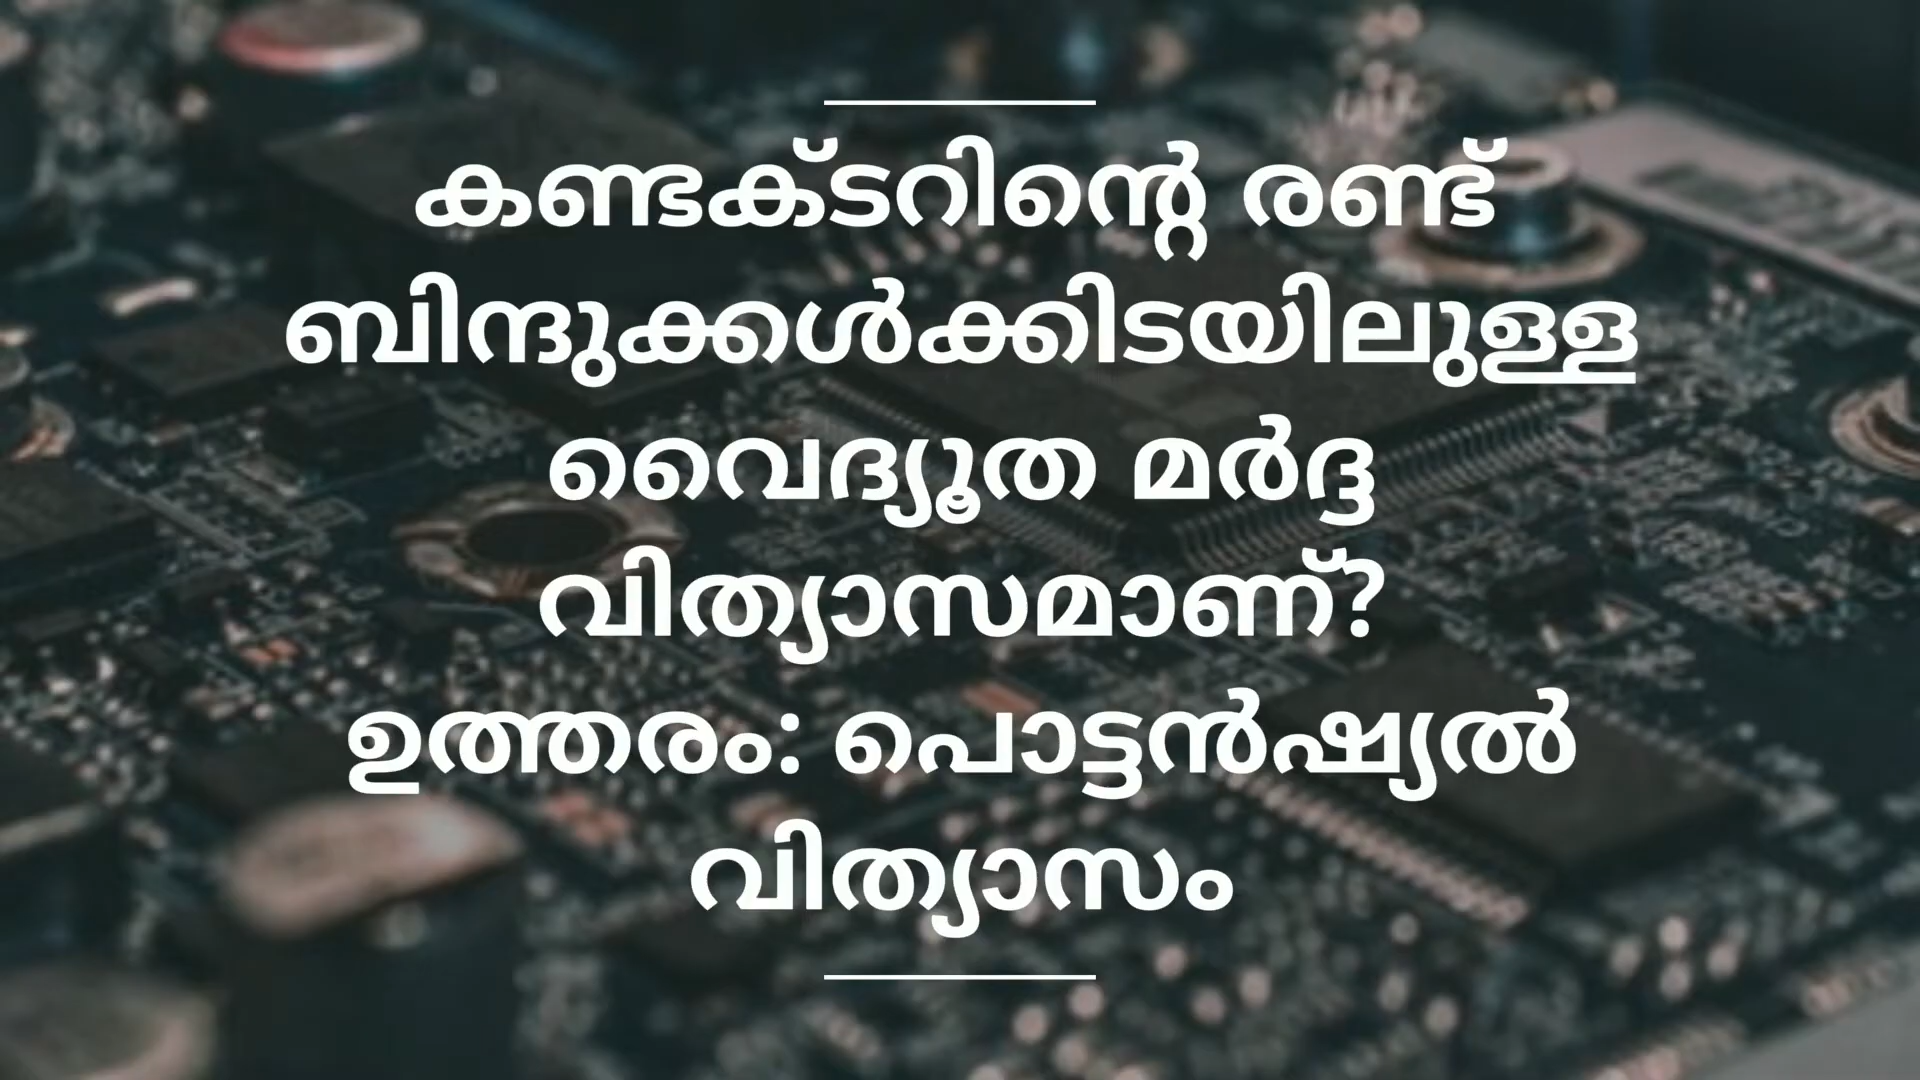 കണ്ടക്ടറിന്റെ രണ്ട്
ബിന്ദുക്കൾക്കിടയിലുള്ള
വൈദ്യൂത മർദ്ദ
വിത്യാസമാണ്?
ഉത്തരം: പൊട്ടൻഷ്യൽ
വിത്യാസം